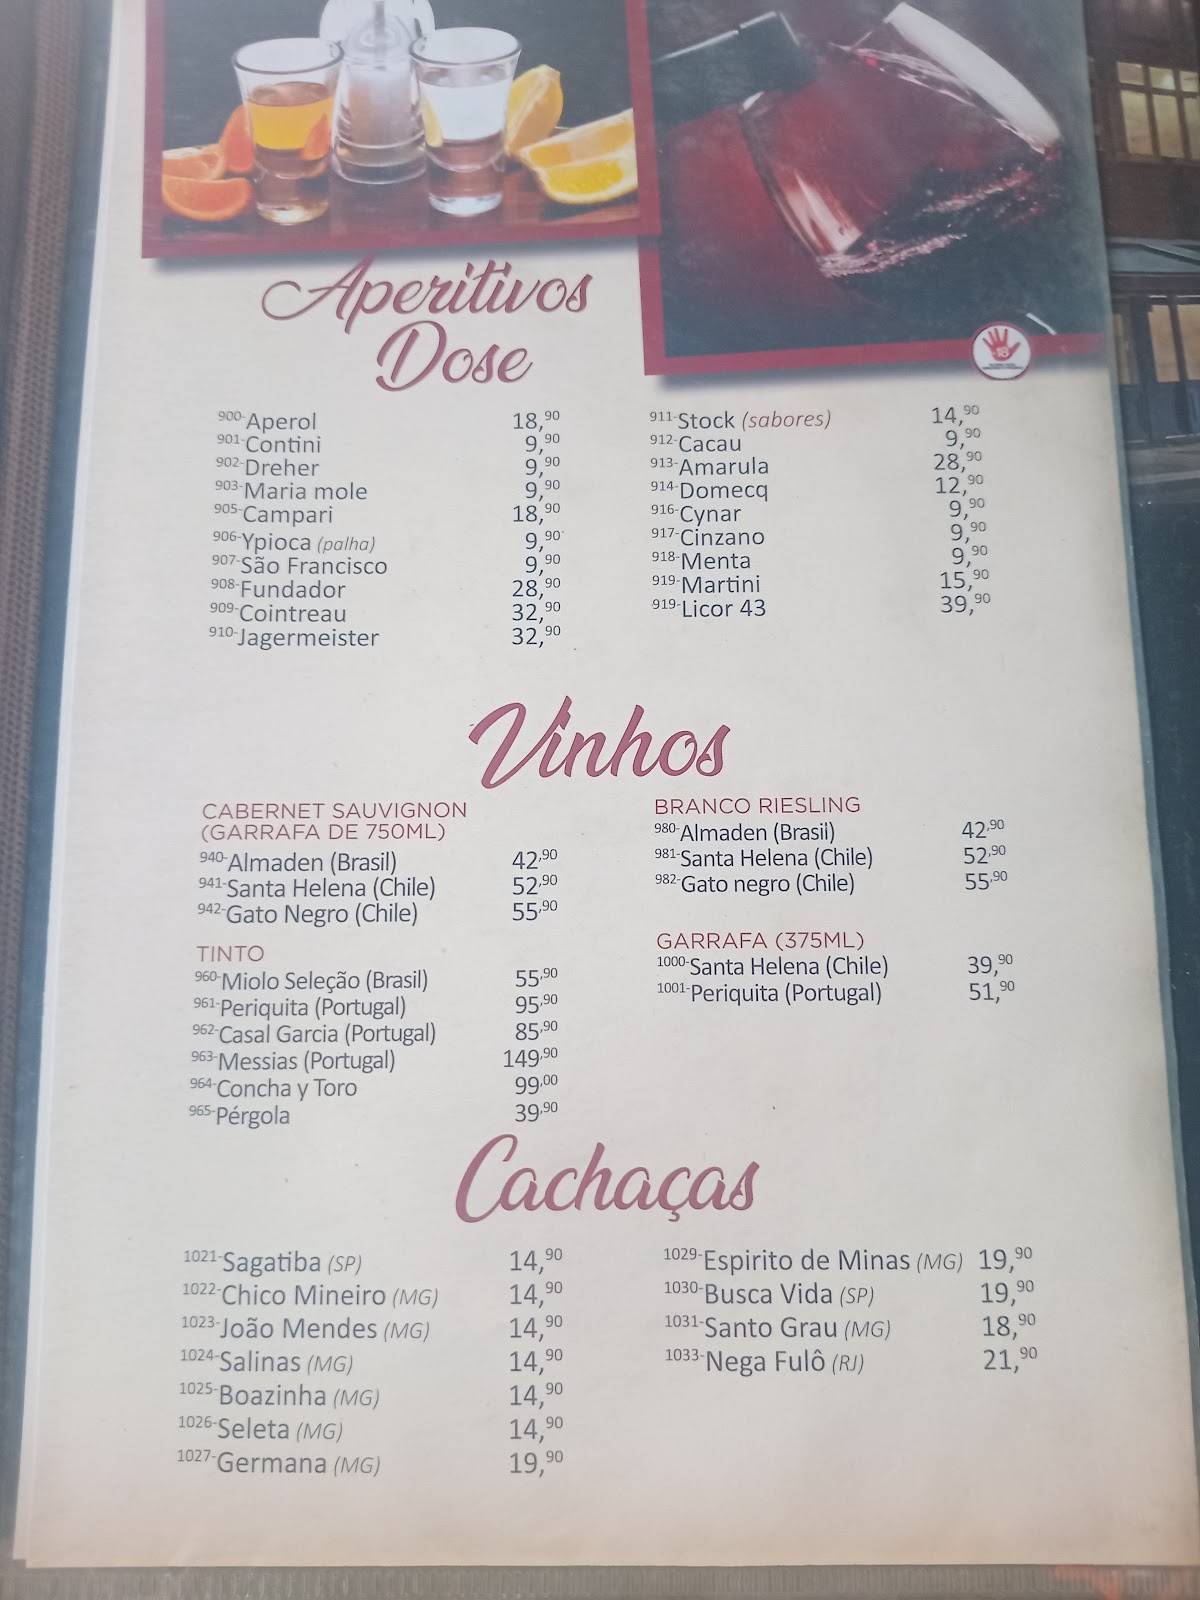 Aperitivos
Dose
900-Aperol 18,90
901-Contini 9,90
902-Dreher 9,90
903-Maria mole 9,90
905-Campari 18,90
906-Ypioca (palha) 9,90
907-São Francisco 9,90
908-Fundador 28,90
909-Cointreau 32,90
910-Jagermeister 32,90
18
911-Stock (sabores) 14,90
912-Cacau 9,90
913-Amarula 28,90
914-Domecq 12,90
916-Cynar 9,90
917-Cinzano 9,90
918-Menta 9,90
919-Martini 15,90
919-Licor 43 39,90
Vinhos
CABERNET SAUVIGNON
(GARRAFA DE 750ML)
940-Almaden (Brasil) 42,90
941-Santa Helena (Chile) 52,90
942-Gato Negro (Chile) 55,90
TINTO
960-Miolo Seleção (Brasil) 55,90
961-Periquita (Portugal) 95,90
962-Casal Garcia (Portugal) 85,90
963-Messias (Portugal) 149,90
964-Concha y Toro 99,00
965-Pérgola 39,90
BRANCO RIESLING
980-Almaden (Brasil) 42,90
981-Santa Helena (Chile) 52,90
982-Gato negro (Chile) 55,90
GARRAFA (375ML)
1000-Santa Helena (Chile) 39,90
1001-Periquita (Portugal) 51,90
Cachaças
1021-Sagatiba (SP) 14,90
1022-Chico Mineiro (MG) 14,90
1023-João Mendes (MG) 14,90
1024-Salinas (MG) 14,90
1025-Boazinha (MG) 14,90
1026-Seleta (MG) 14,90
1027-Germana (MG) 19,90
1029-Espirito de Minas (MG) 19,90
1030-Busca Vida (SP) 19,90
1031-Santo Grau (MG) 18,90
1033-Nega Fulô (RJ) 21,90